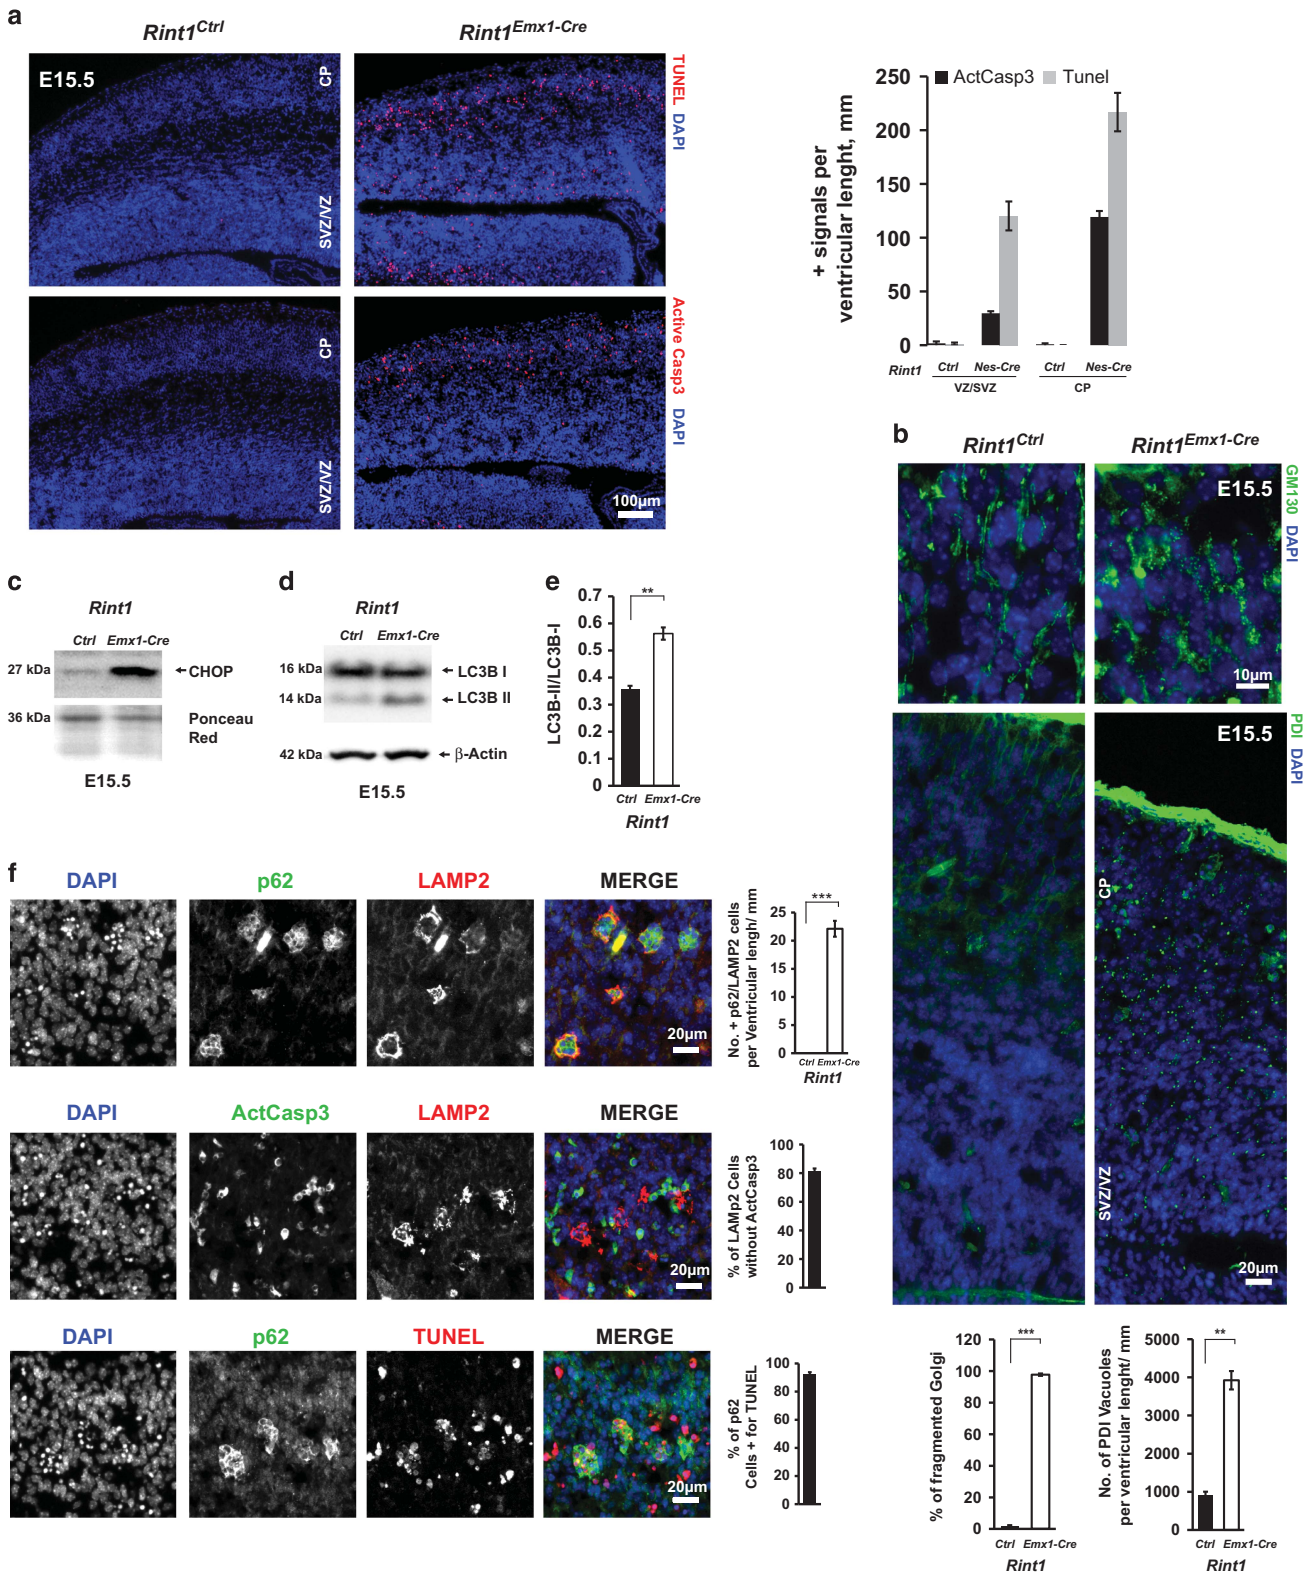 a
Rint1Ctrl
Rint1Emx1-Cre
E15.5
CP
SVZ/VZ
TUNEL DAPI
CP
SVZ/VZ
Active Casp3 DAPI
100µm
250
200
150
100
50
0
+ signals per
ventricular lenght, mm
ActCasp3 Tunel
Rint1
Ctrl Nes-Cre Ctrl Nes-Cre
VZ/SVZ CP
b
Rint1Ctrl
Rint1Emx1-Cre
E15.5
GM130 DAPI
10µm
E15.5
PDI DAPI
CP
SVZ/VZ
20µm
% of fragmented Golgi
120
100
80
60
40
20
0
***
Ctrl Emx1-Cre
Rint1
No. of PDI Vacuoles
per ventricular lenght/ mm
5000
4000
3000
2000
1000
0
**
Ctrl Emx1-Cre
Rint1
c
Rint1
Ctrl Emx1-Cre
27 kDa
CHOP
36 kDa
Ponceau
Red
E15.5
d
Rint1
Ctrl Emx1-Cre
16 kDa
LC3B I
14 kDa
LC3B II
42 kDa
β-Actin
E15.5
e
LC3B-II/LC3B-I
0.7
0.6
0.5
0.4
0.3
0.2
0.1
0
**
Ctrl Emx1-Cre
Rint1
f
DAPI p62 LAMP2 MERGE
20µm
No. + p62/LAMP2 cells
per Ventricular lengh/ mm
25
20
15
10
5
0
***
Ctrl Emx1-Cre
Rint1
DAPI ActCasp3 LAMP2 MERGE
20µm
% of LAMp2 Cells
without ActCasp3
100
80
60
40
20
0
DAPI p62 TUNEL MERGE
20µm
% of p62
Cells + for TUNEL
100
80
60
40
20
0